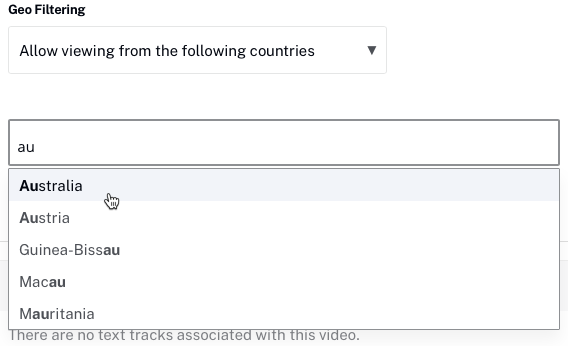 Geo Filtering
Allow viewing from the following countries
au
Australia
Austria
Guinea-Bissau
Macau
Mauritania
There are no text tracks associated with this video.